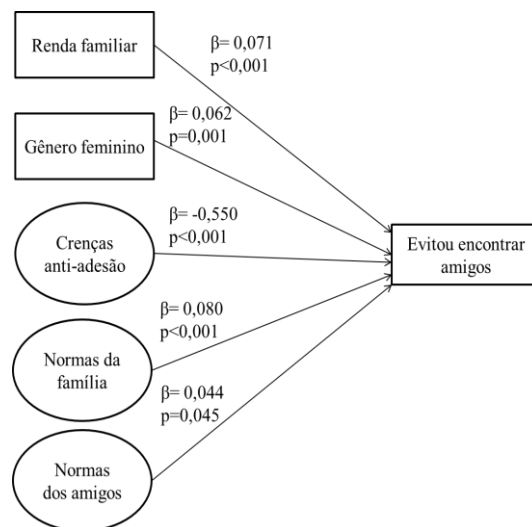 Renda familiar
β= 0,071
p<0,001
Gênero feminino
β= 0,062
p=0,001
Crenças
anti-adesão
β= -0,550
p<0,001
Evitou encontrar
amigos
Normas da
família
β= 0,080
p<0,001
Normas
dos amigos
β= 0,044
p=0,045